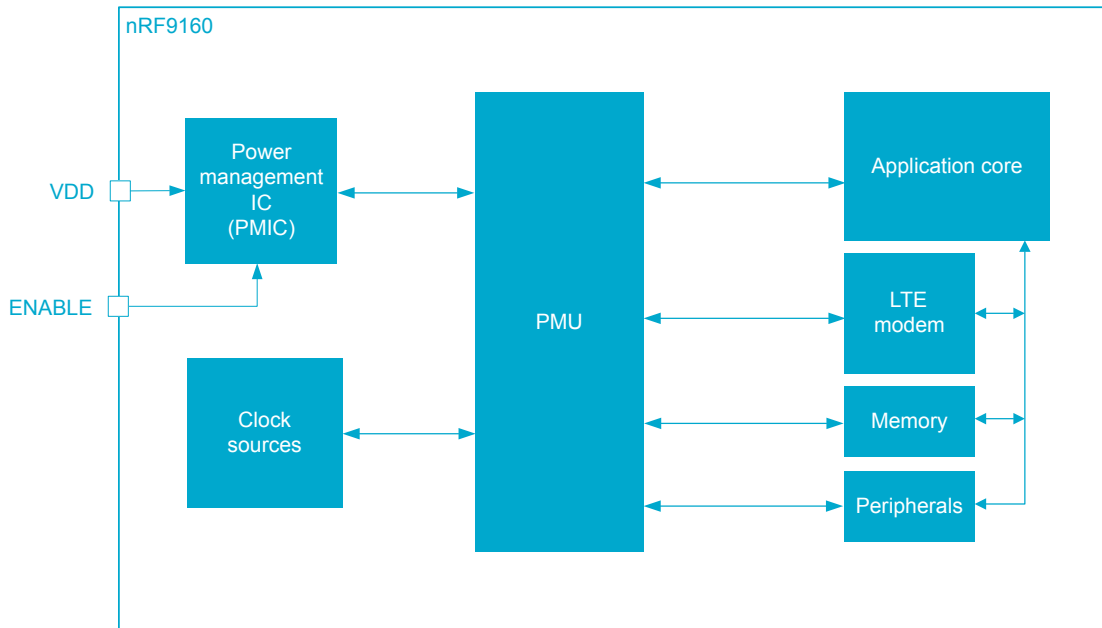 nRF9160
Power
management
IC
(PMIC)
VDD
ENABLE
Clock
sources
PMU
Application core
LTE
modem
Memory
Peripherals